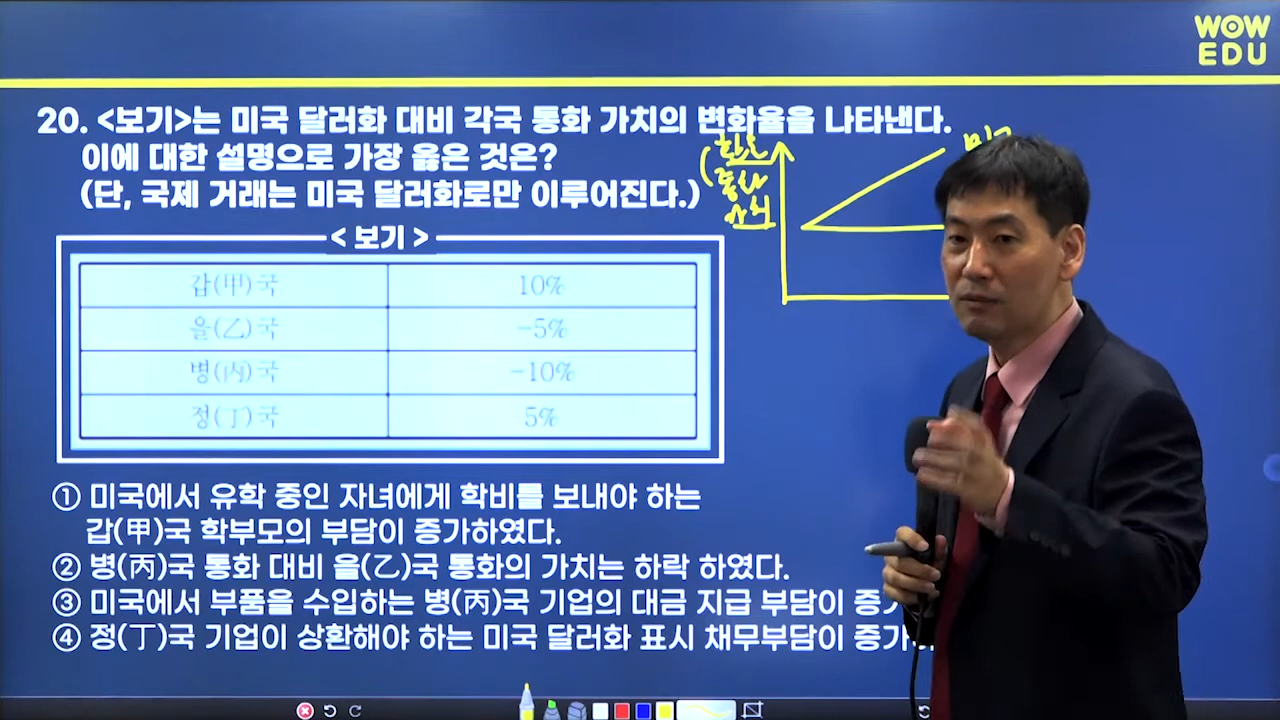 WOW
EDU
20. <보기>는 미국 달러화 대비 각국 통화 가치의 변화율을 나타낸다.
이에 대한 설명으로 가장 옳은 것은?
(단, 국제 거래는 미국 달러화로만 이루어진다.)
< 보기 >
갑(甲)국 10%
을(乙)국 -5%
병(丙)국 -10%
정(丁)국 5%
① 미국에서 유학 중인 자녀에게 학비를 보내야 하는
갑(甲)국 학부모의 부담이 증가하였다.
② 병(丙)국 통화 대비 을(乙)국 통화의 가치는 하락 하였다.
③ 미국에서 부품을 수입하는 병(丙)국 기업의 대금 지급 부담이
④ 정(丁)국 기업이 상환해야 하는 미국 달러화 표시 채무부담이